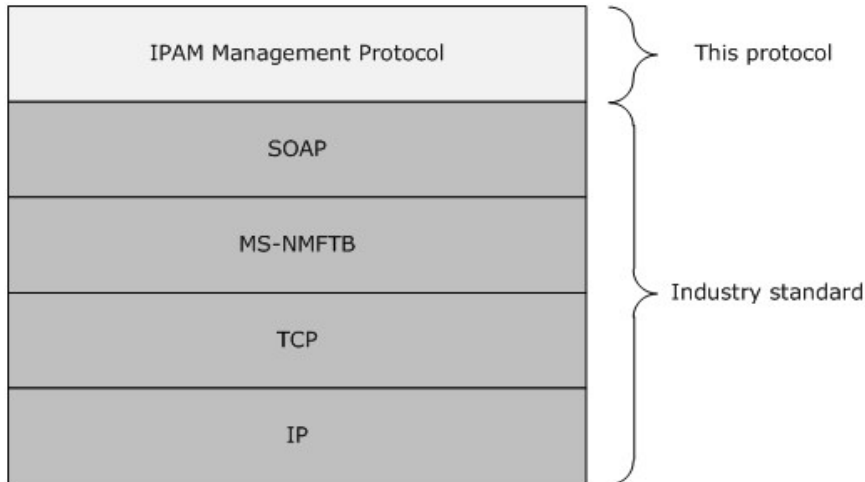 IPAM Management Protocol
This protocol
SOAP
MS-NMFTB
Industry standard
TCP
IP